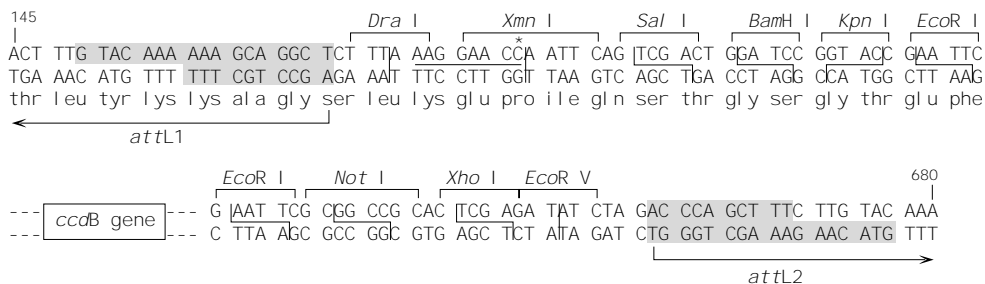 145
Dra I Xmn I Sal I BamH I Kpn I EcoR I
*
ACT TTG TAC AAA AAA GCA GGC TCT TTA AAG GAA CCA ATT CAG TCG ACT GGA TCC GGT ACC GAA TTC
TGA AAC ATG TTT TTT CGT CCG AGA AAT TTC CTT GGT TAA GTC AGC TGA CCT AGG CCA TGG CTT AAG
thr leu tyr lys lys ala gly ser leu lys glu pro ile gln ser thr gly ser gly thr glu phe
attL1
EcoR I Not I Xho I EcoR V 680
--- ccdB gene --- G AAT TCG CGG CCG CAC TCG AGA TAT CTA GAC CCA GCT TTC TTG TAC AAA
--- --- C TTA AGC GCC GGC GTG AGC TCT ATA GAT CTG GGT CGA AAG AAC ATG TTT
attL2